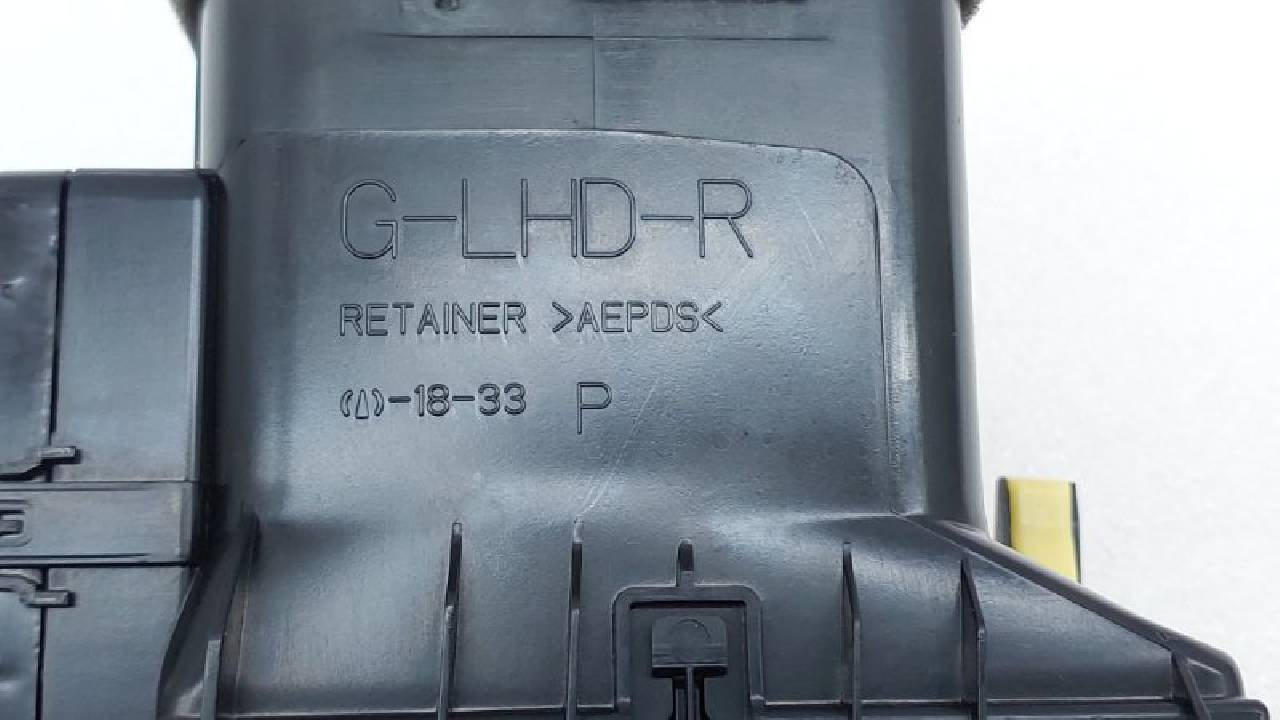 G-LHD-R
RETAINER >AEPDS<
-18-33 P